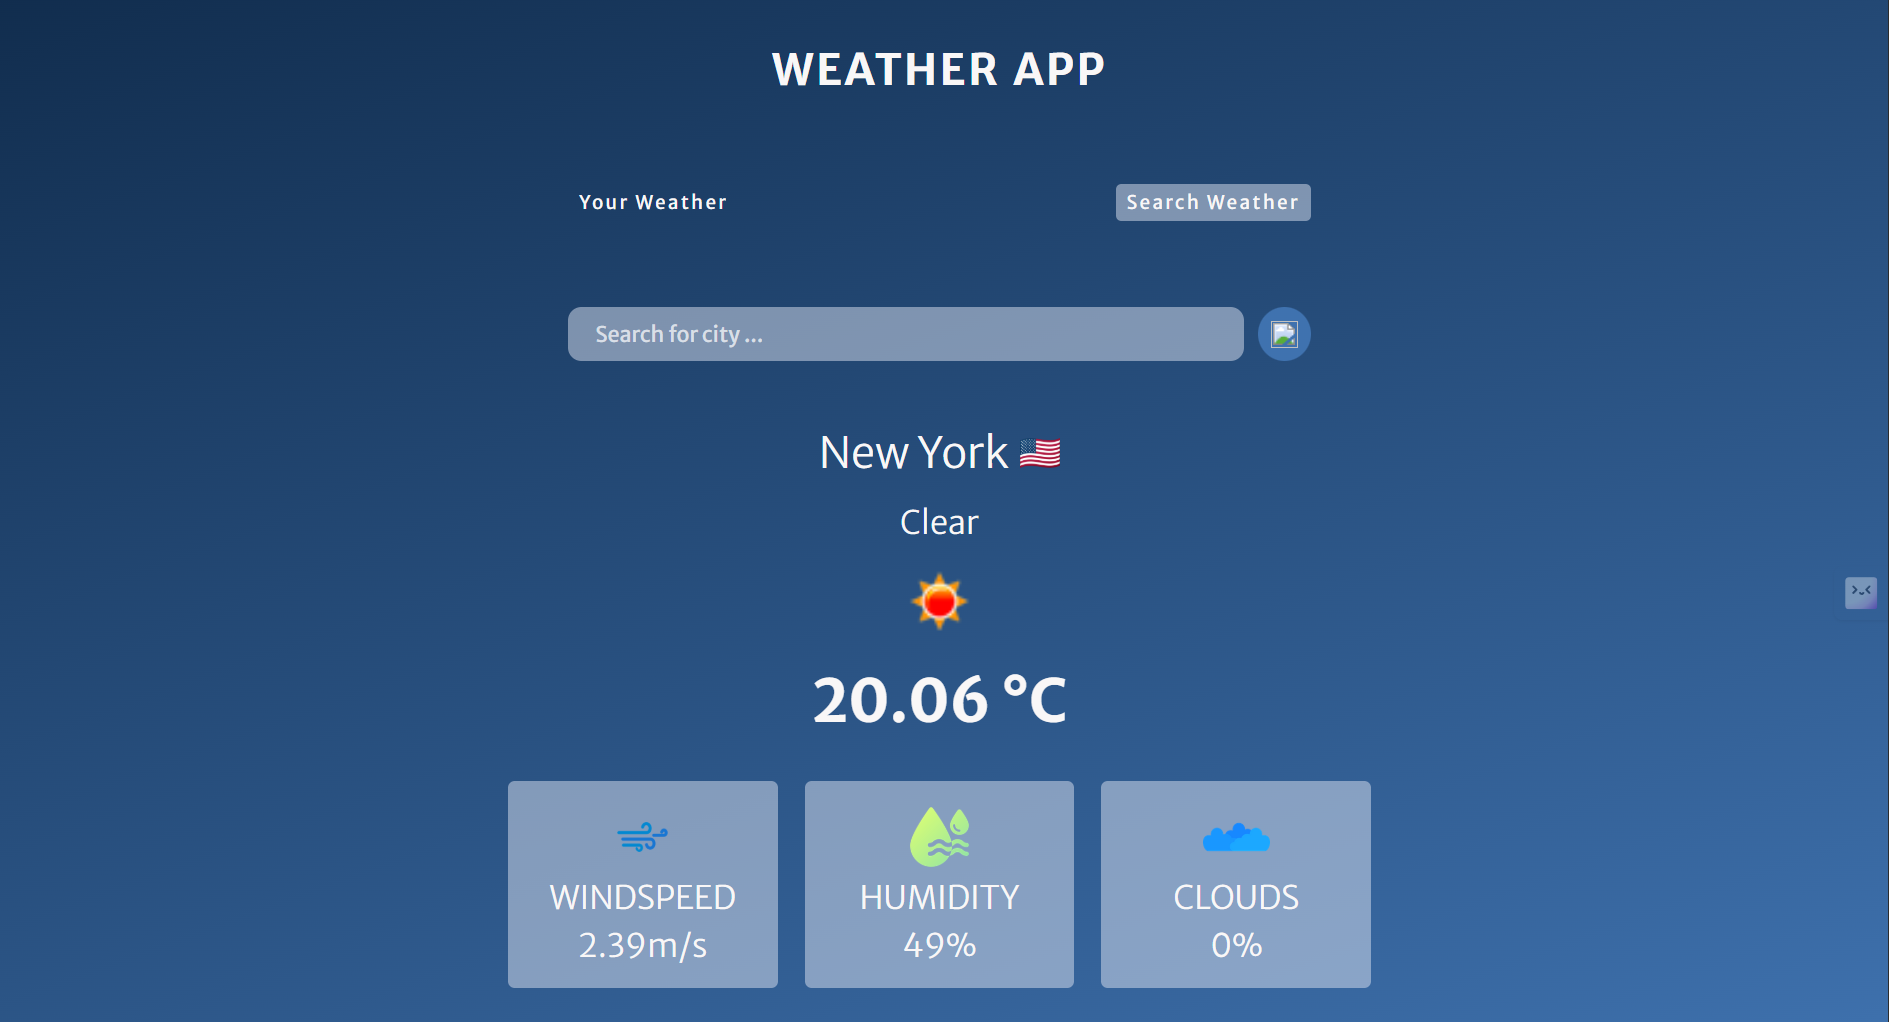 WEATHER APP
Your Weather
Search Weather
Search for city ...
New York
Clear
20.06 °C
WINDSPEED
2.39m/s
HUMIDITY
49%
CLOUDS
0%